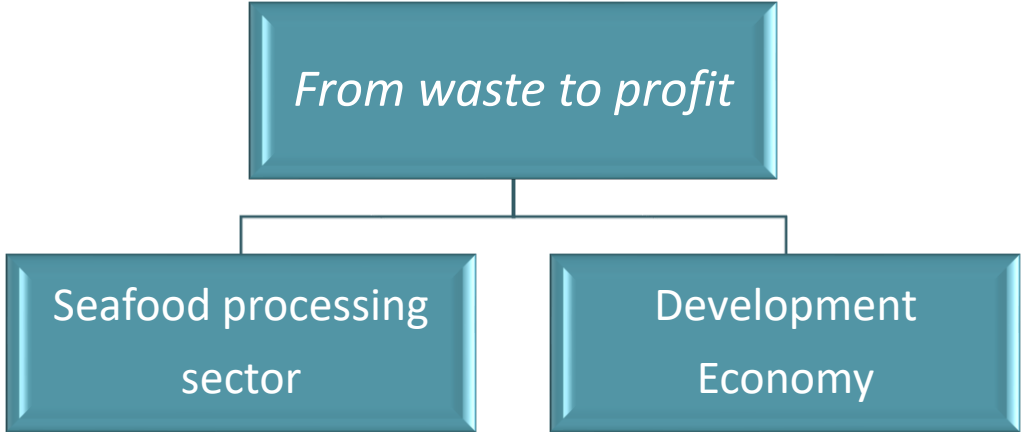 From waste to profit
Seafood processing
sector
Development
Economy